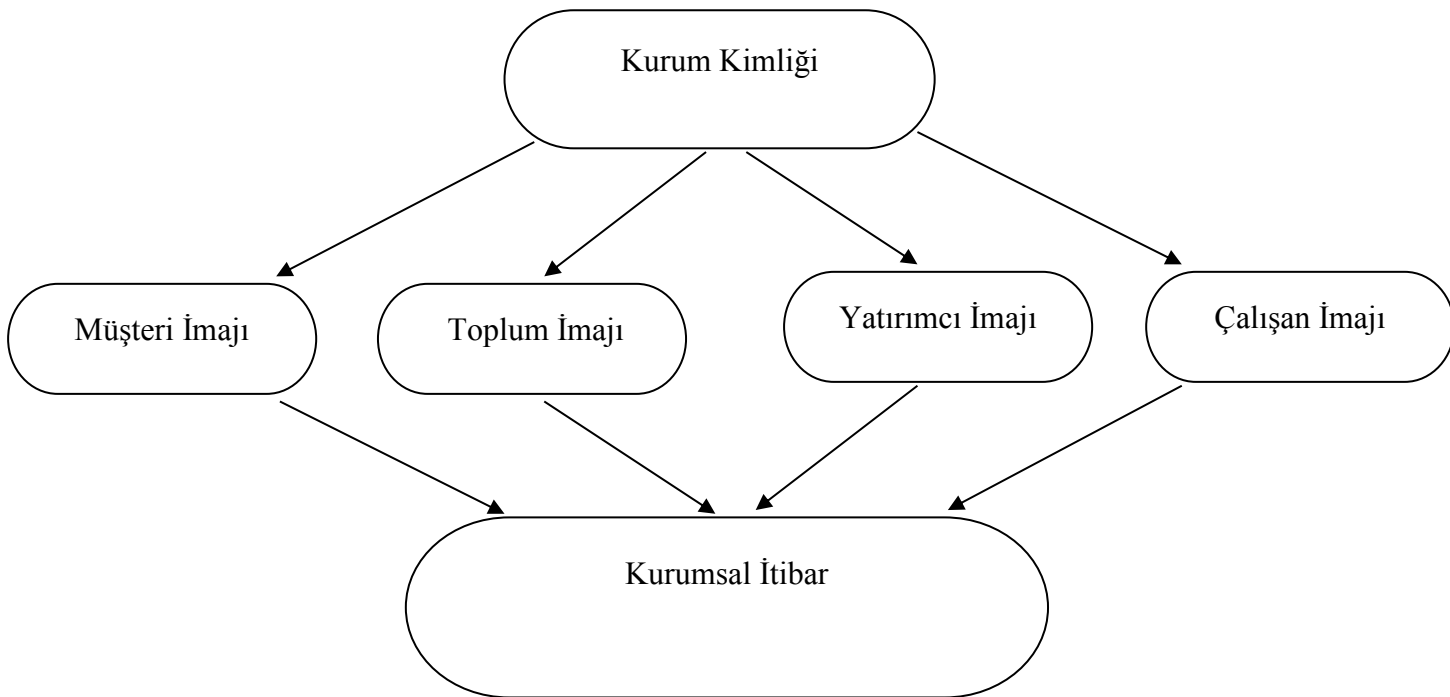 Kurum Kimliği
Müşteri İmajı
Toplum İmajı
Yatırımcı İmajı
Çalışan İmajı
Kurumsal İtibar